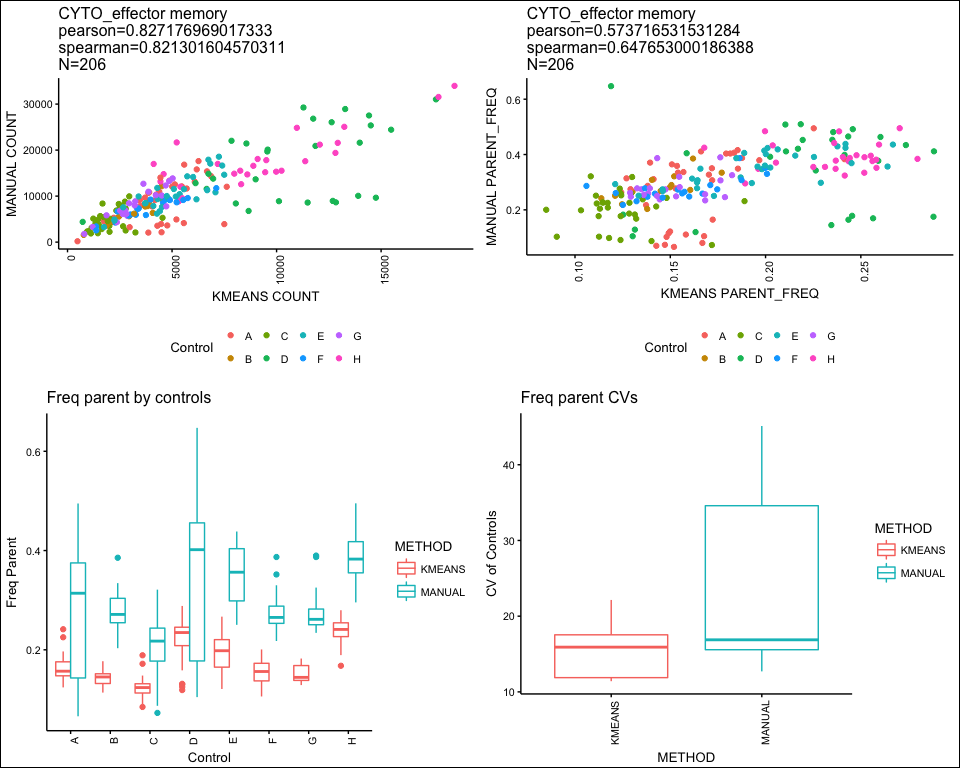 CYTO_effector memory
pearson=0.827176969017333
spearman=0.821301604570311
N=206
MANUAL COUNT
30000
20000
10000
0
0
5000
10000
15000
KMEANS COUNT
Control
A C E G
B D F H
CYTO_effector memory
pearson=0.573716531531284
spearman=0.647653000186388
N=206
MANUAL PARENT_FREQ
0.6
0.4
0.2
0.10
0.15
0.20
0.25
KMEANS PARENT_FREQ
Control
A C E G
B D F H
Freq parent by controls
Freq Parent
0.6
0.4
0.2
A
B
C
D
E
F
G
H
Control
METHOD
KMEANS
MANUAL
Freq parent CVs
CV of Controls
40
30
20
10
KMEANS
MANUAL
METHOD
METHOD
KMEANS
MANUAL